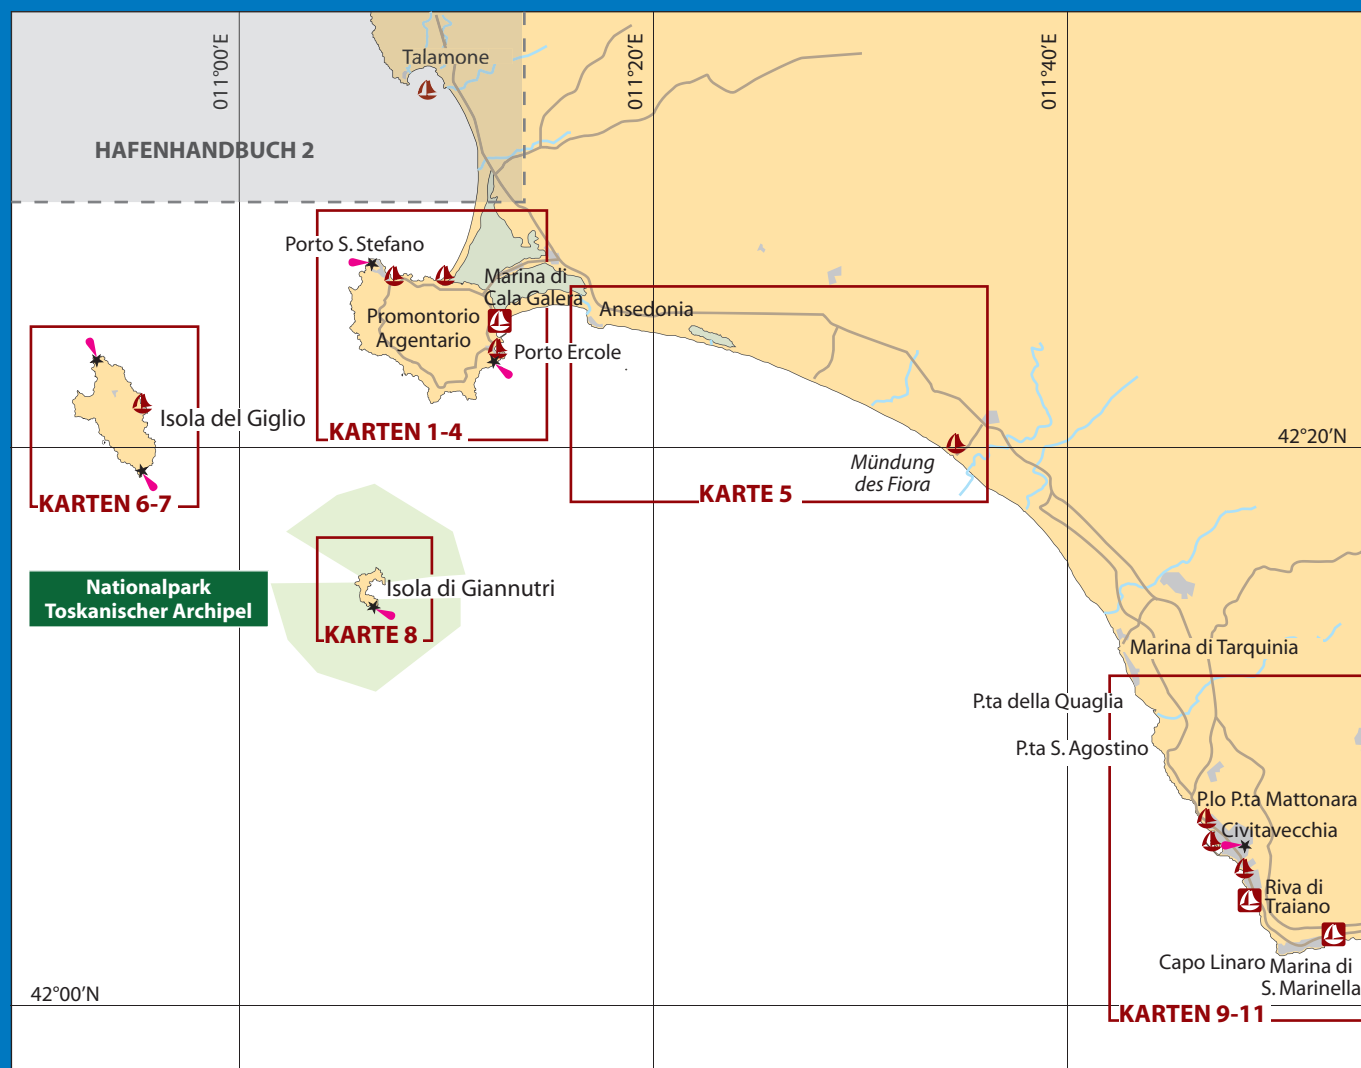 011°00'E
011°20'E
011°40'E
Talamone
HAFENHANDBUCH 2
Porto S. Stefano
Marina di
Cala Galera
Ansedonia
Promontorio
Argentario
Porto Ercole
Isola del Giglio
KARTEN 1-4
42°20'N
Mündung
des Fiora
KARTE 5
KARTEN 6-7
Nationalpark
Toskanischer Archipel
Isola di Giannutri
KARTE 8
Marina di Tarquinia
P.ta della Quaglia
P.ta S. Agostino
P.lo P.ta Mattonara
Civitavecchia
Riva di
Traiano
Capo Linaro
Marina di
S. Marinella
42°00'N
KARTEN 9-11